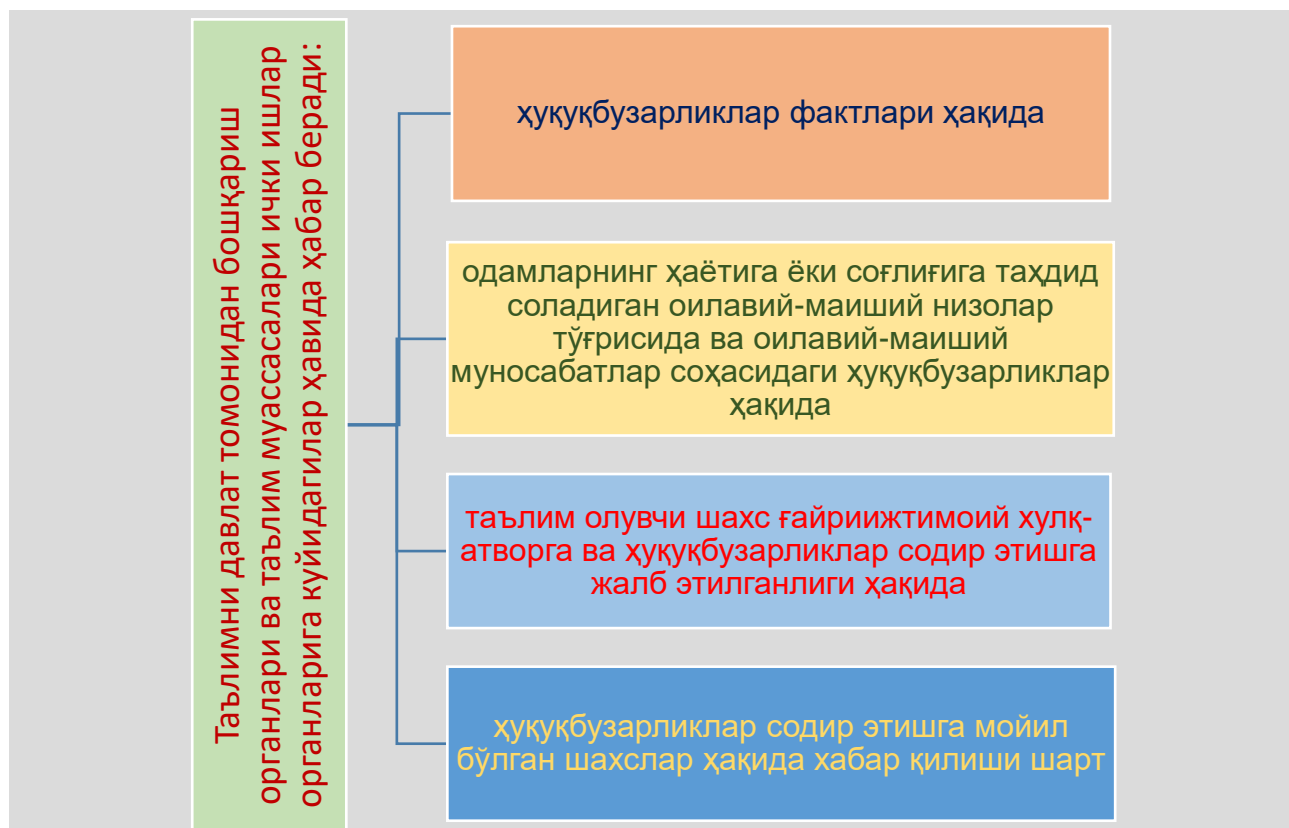 Таълимни давлат томонидан бошқариш
органлари ва таълим муассасалари ички ишлар
органларига қуйидагилар ҳавида ҳабар беради:
ҳуқуқбузарликлар фактлари ҳақида
одамларнинг ҳаётига ёки соғлиғига таҳдид
соладиган оилавий-маиший низолар
тўғрисида ва оилавий-маиший
муносабатлар соҳасидаги ҳуқуқбузарликлар
ҳақида
таълим олувчи шахс ғайриижтимоий хулқ-
атворга ва ҳуқуқбузарликлар содир этишга
жалб этилганлиги ҳақида
ҳуқуқбузарликлар содир этишга мойил
бўлган шахслар ҳақида хабар қилиши шарт